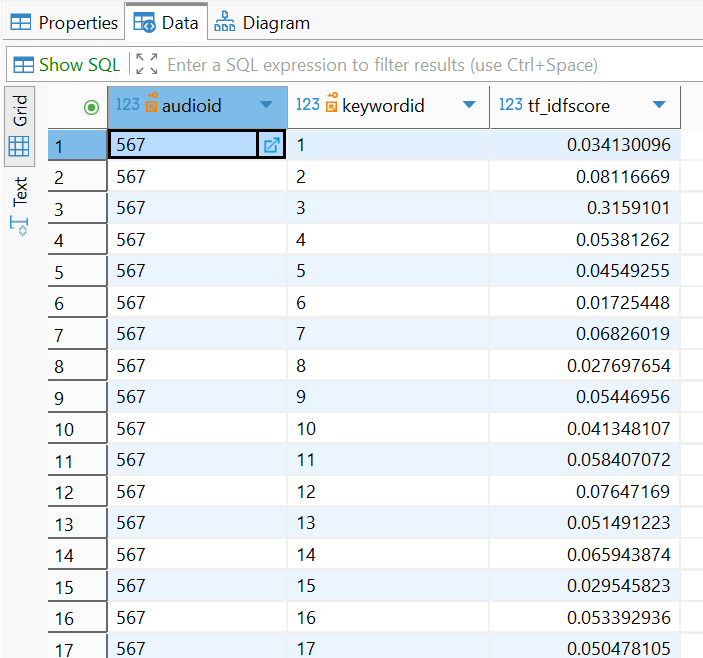 Properties Data Diagram
Show SQL Enter a SQL expression to filter results (use Ctrl+Space)
Grid
Text
123 audioid 123 keywordid 123 tf_idfscore
1 567 1 0.034130096
2 567 2 0.08116669
3 567 3 0.3159101
4 567 4 0.05381262
5 567 5 0.04549255
6 567 6 0.01725448
7 567 7 0.06826019
8 567 8 0.027697654
9 567 9 0.05446956
10 567 10 0.041348107
11 567 11 0.058407072
12 567 12 0.07647169
13 567 13 0.051491223
14 567 14 0.065943874
15 567 15 0.029545823
16 567 16 0.053392936
17 567 17 0.050478105